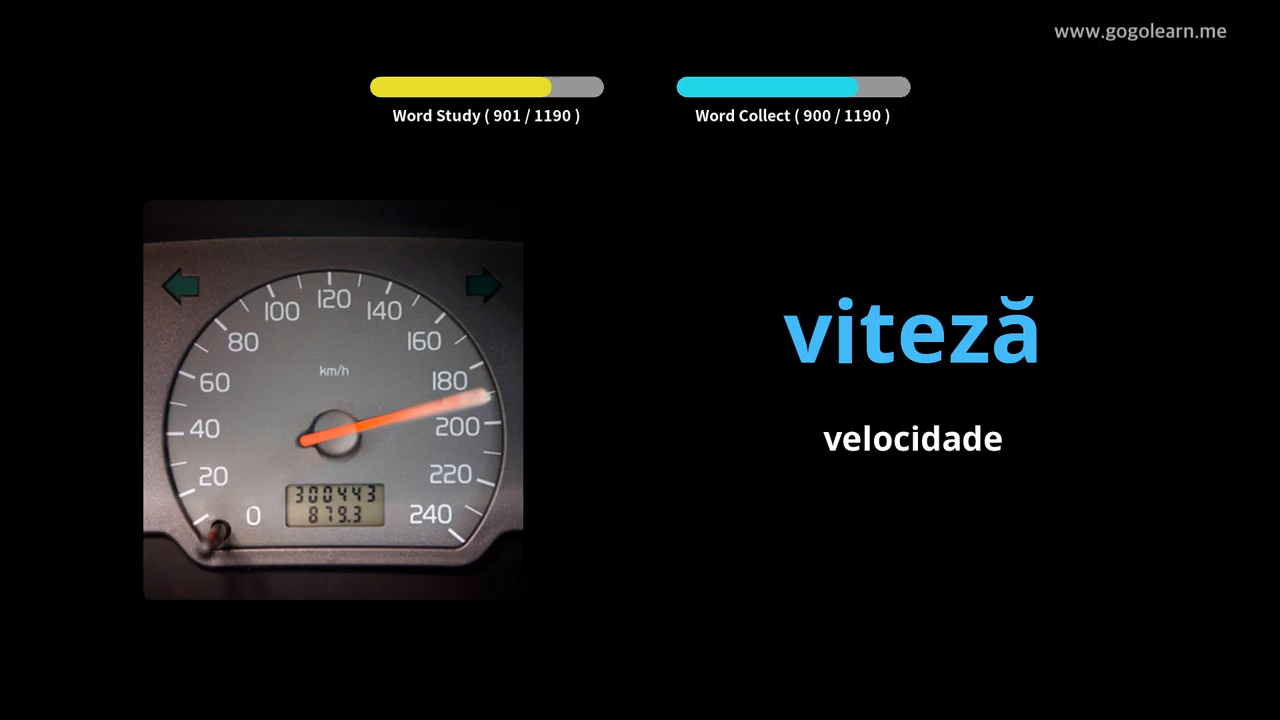 www.gogolearn.me
Word Study ( 901 / 1190 )
Word Collect ( 900 / 1190 )
viteză
velocidade
120
100
140
80
160
km/h
60
180
40
200
20
220
0
240
300443
879.3